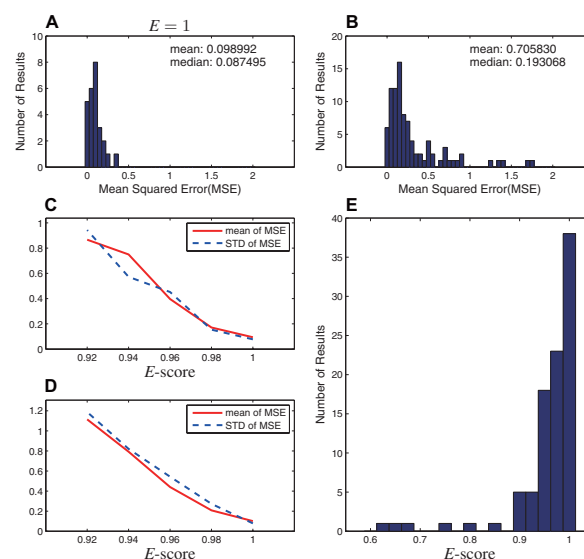 A
E = 1
mean: 0.098992
median: 0.087495
Number of Results
10
8
6
4
2
0
0 0.5 1 1.5 2
Mean Squared Error(MSE)
B
mean: 0.705830
median: 0.193068
Number of Results
20
15
10
5
0
0 0.5 1 1.5 2
Mean Squared Error(MSE)
C
mean of MSE
STD of MSE
1
0.8
0.6
0.4
0.2
0
0.92 0.94 0.96 0.98 1
E-score
D
mean of MSE
STD of MSE
1.2
1
0.8
0.6
0.4
0.2
0
0.92 0.94 0.96 0.98 1
E-score
E
Number of Results
40
35
30
25
20
15
10
5
0
0.6 0.7 0.8 0.9 1
E-score